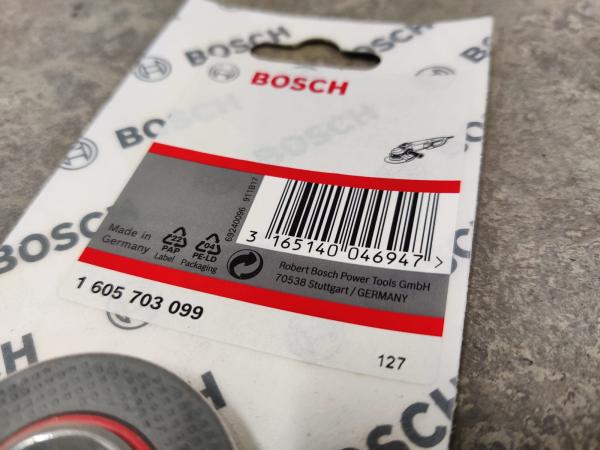 BOSCH
BOSCH
BOSCH
BOSCH
BOSCH
69240096 911B17
3 165140 046947 >
Made in
Germany
22
PAP
Label
04
PE-LD
Packaging
Robert Bosch Power Tools GmbH
70538 Stuttgart / GERMANY
1 605 703 099
127
BOSCH
BOSCH